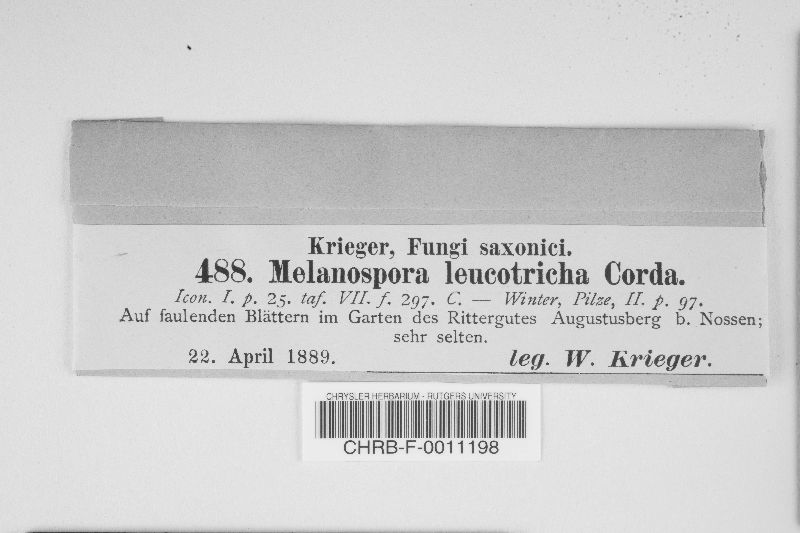 Krieger, Fungi saxonici.
488. Melanospora leucotricha Corda.
Icon. I. p. 25. taf. VII. f. 297. C. — Winter, Pilze, II. p. 97.
Auf faulenden Blättern im Garten des Rittergutes Augustusberg b. Nossen;
sehr selten.
22. April 1889. leg. W. Krieger.
CHRYSLER HERBARIUM - RUTGERS UNIVERSITY
CHRB-F-0011198